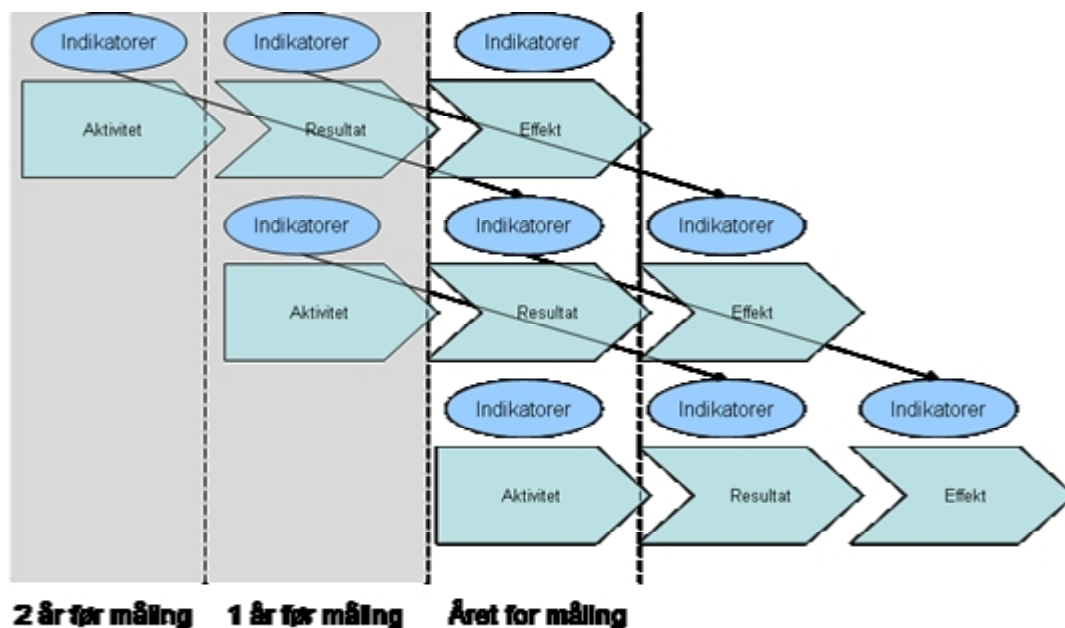 Indikatorer Indikatorer Indikatorer
Aktivitet Resultat Effekt
Indikatorer Indikatorer Indikatorer
Aktivitet Resultat Effekt
Indikatorer Indikatorer Indikatorer
Aktivitet Resultat Effekt
2 år før måling 1 år før måling Året for måling